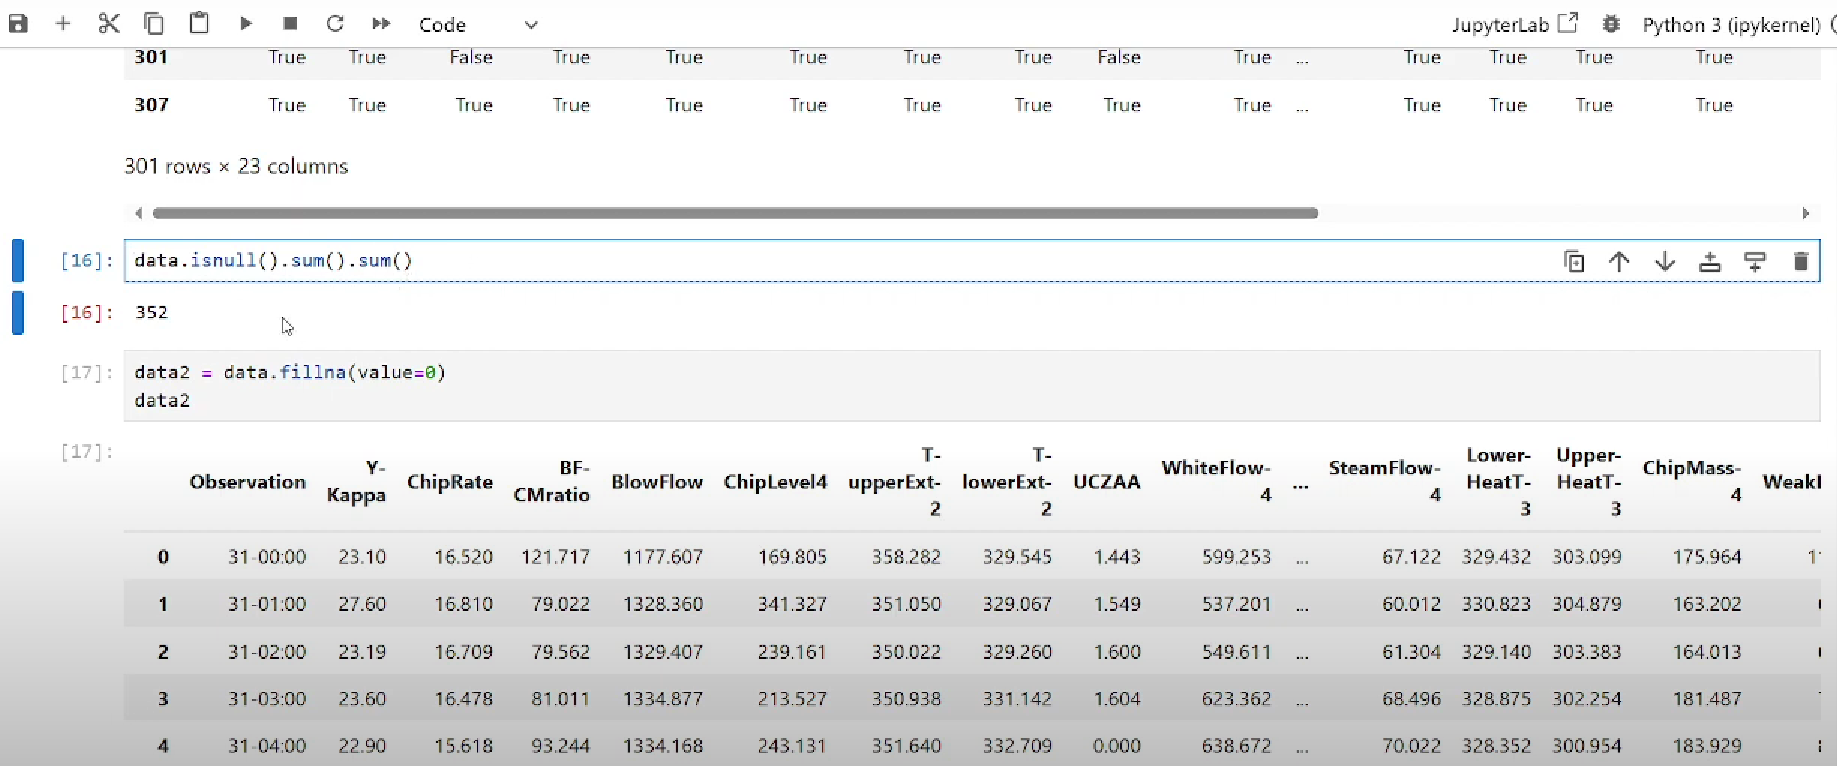 Code JupyterLab Python 3 (ipykernel)
301 True True False True True True True True False True ... True True True True
307 True True True True True True True True True True ... True True True True
301 rows × 23 columns
[16]: data.isnull().sum().sum()
[16]: 352
[17]: data2 = data.fillna(value=0)
data2
[17]:
Observation Y-Kappa ChipRate BF-CMratio BlowFlow ChipLevel4 T-upperExt-2 T-lowerExt-2 UCZAA WhiteFlow-4 ... SteamFlow-4 Lower-HeatT-3 Upper-HeatT-3 ChipMass-4
0 31-00:00 23.10 16.520 121.717 1177.607 169.805 358.282 329.545 1.443 599.253 ... 67.122 329.432 303.099 175.964
1 31-01:00 27.60 16.810 79.022 1328.360 341.327 351.050 329.067 1.549 537.201 ... 60.012 330.823 304.879 163.202
2 31-02:00 23.19 16.709 79.562 1329.407 239.161 350.022 329.260 1.600 549.611 ... 61.304 329.140 303.383 164.013
3 31-03:00 23.60 16.478 81.011 1334.877 213.527 350.938 331.142 1.604 623.362 ... 68.496 328.875 302.254 181.487
4 31-04:00 22.90 15.618 93.244 1334.168 243.131 351.640 332.709 0.000 638.672 ... 70.022 328.352 300.954 183.929